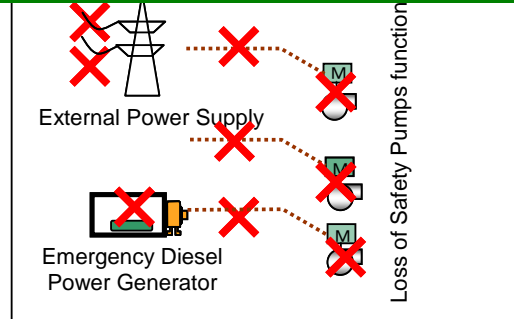 M
External Power Supply
M
Emergency Diesel
Power Generator
M
Loss of Safety Pumps function